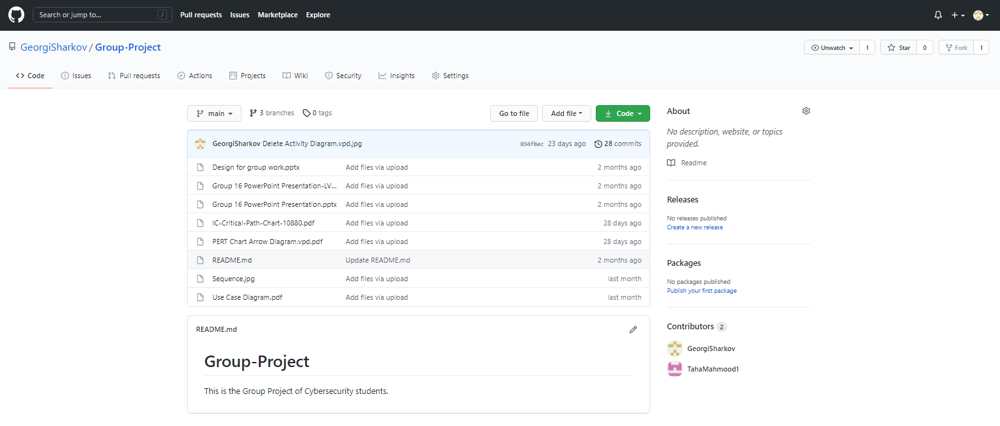 Search or jump to... / Pull requests Issues Marketplace Explore
GeorgiSharkov / Group-Project Unwatch 1 Star 0 Fork 1
Code Issues Pull requests Actions Projects Wiki Security Insights Settings
main 3 branches 0 tags Go to file Add file Code
GeorgiSharkov Delete Activity Diagram.vpd.jpg 894f8ec 23 days ago 28 commits
Design for group work.pptx Add files via upload 2 months ago
Group 16 PowerPoint Presentation-LV... Add files via upload 2 months ago
Group 16 PowerPoint Presentation.pptx Add files via upload 2 months ago
IC-Critical-Path-Chart-10880.pdf Add files via upload 28 days ago
PERT Chart Arrow Diagram.vpd.pdf Add files via upload 28 days ago
README.md Update README.md 2 months ago
Sequence.jpg Add files via upload last month
Use Case Diagram.pdf Add files via upload last month
README.md
Group-Project
This is the Group Project of Cybersecurity students.
About
No description, website, or topics
provided.
Readme
Releases
No releases published
Create a new release
Packages
No packages published
Publish your first package
Contributors 2
GeorgiSharkov
TahaMahmood1